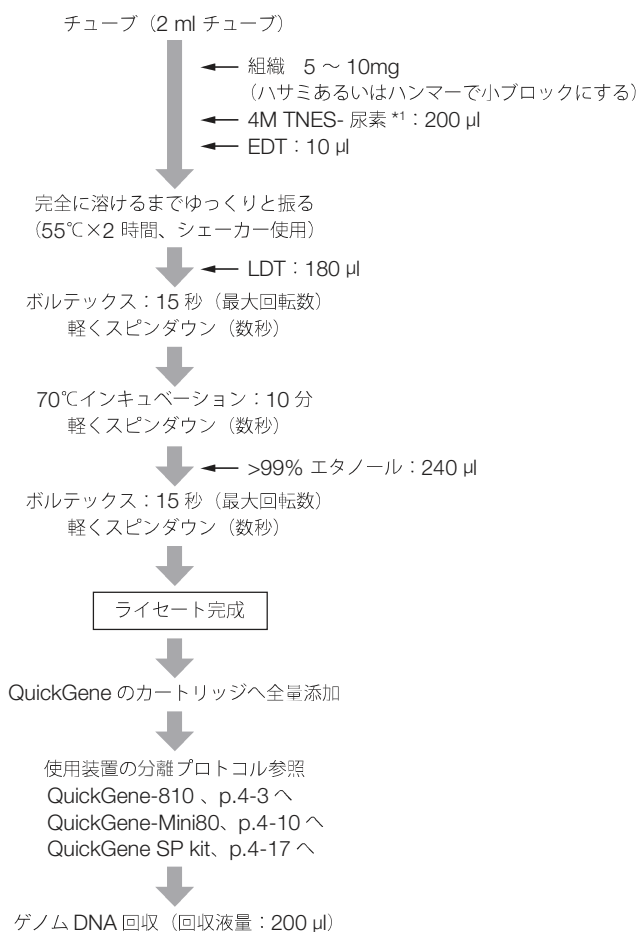 チューブ（2 ml チューブ）
組織　5 ～ 10mg
（ハサミあるいはハンマーで小ブロックにする）
4M TNES- 尿素 *1：200 µl
EDT：10 µl
完全に溶けるまでゆっくりと振る
（55℃×2 時間、シェーカー使用）
LDT：180 µl
ボルテックス：15 秒（最大回転数）
軽くスピンダウン（数秒）
70℃インキュベーション：10 分
軽くスピンダウン（数秒）
>99% エタノール：240 µl
ボルテックス：15 秒（最大回転数）
軽くスピンダウン（数秒）
ライセート完成
QuickGene のカートリッジへ全量添加
使用装置の分離プロトコル参照
QuickGene-810 、p.4-3 へ
QuickGene-Mini80、p.4-10 へ
QuickGene SP kit、p.4-17 へ
ゲノム DNA 回収（回収液量：200 µl）